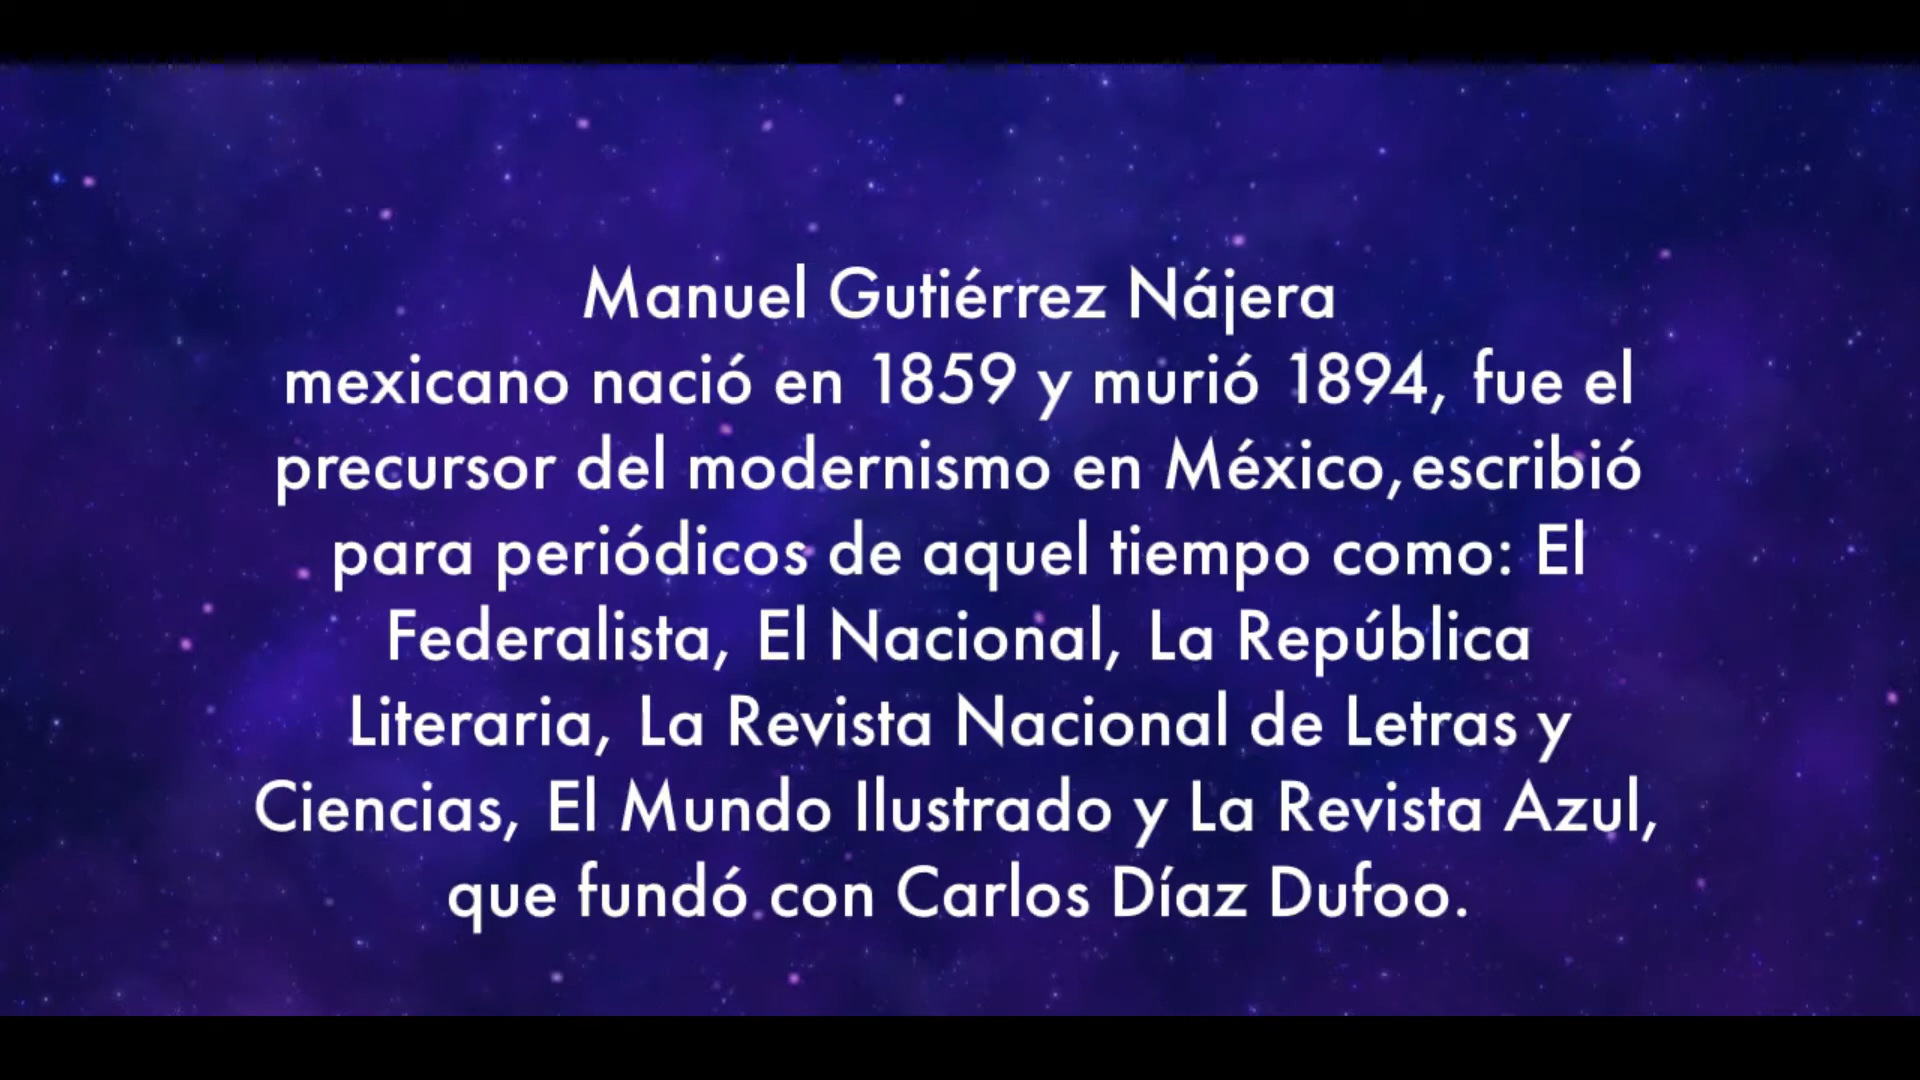 Manuel Gutiérrez Nájera
mexicano nació en 1859 y murió 1894, fue el
precursor del modernismo en México,escribió
para periódicos de aquel tiempo como: El
Federalista, El Nacional, La República
Literaria, La Revista Nacional de Letras y
Ciencias, El Mundo Ilustrado y La Revista Azul,
que fundó con Carlos Díaz Dufoo.